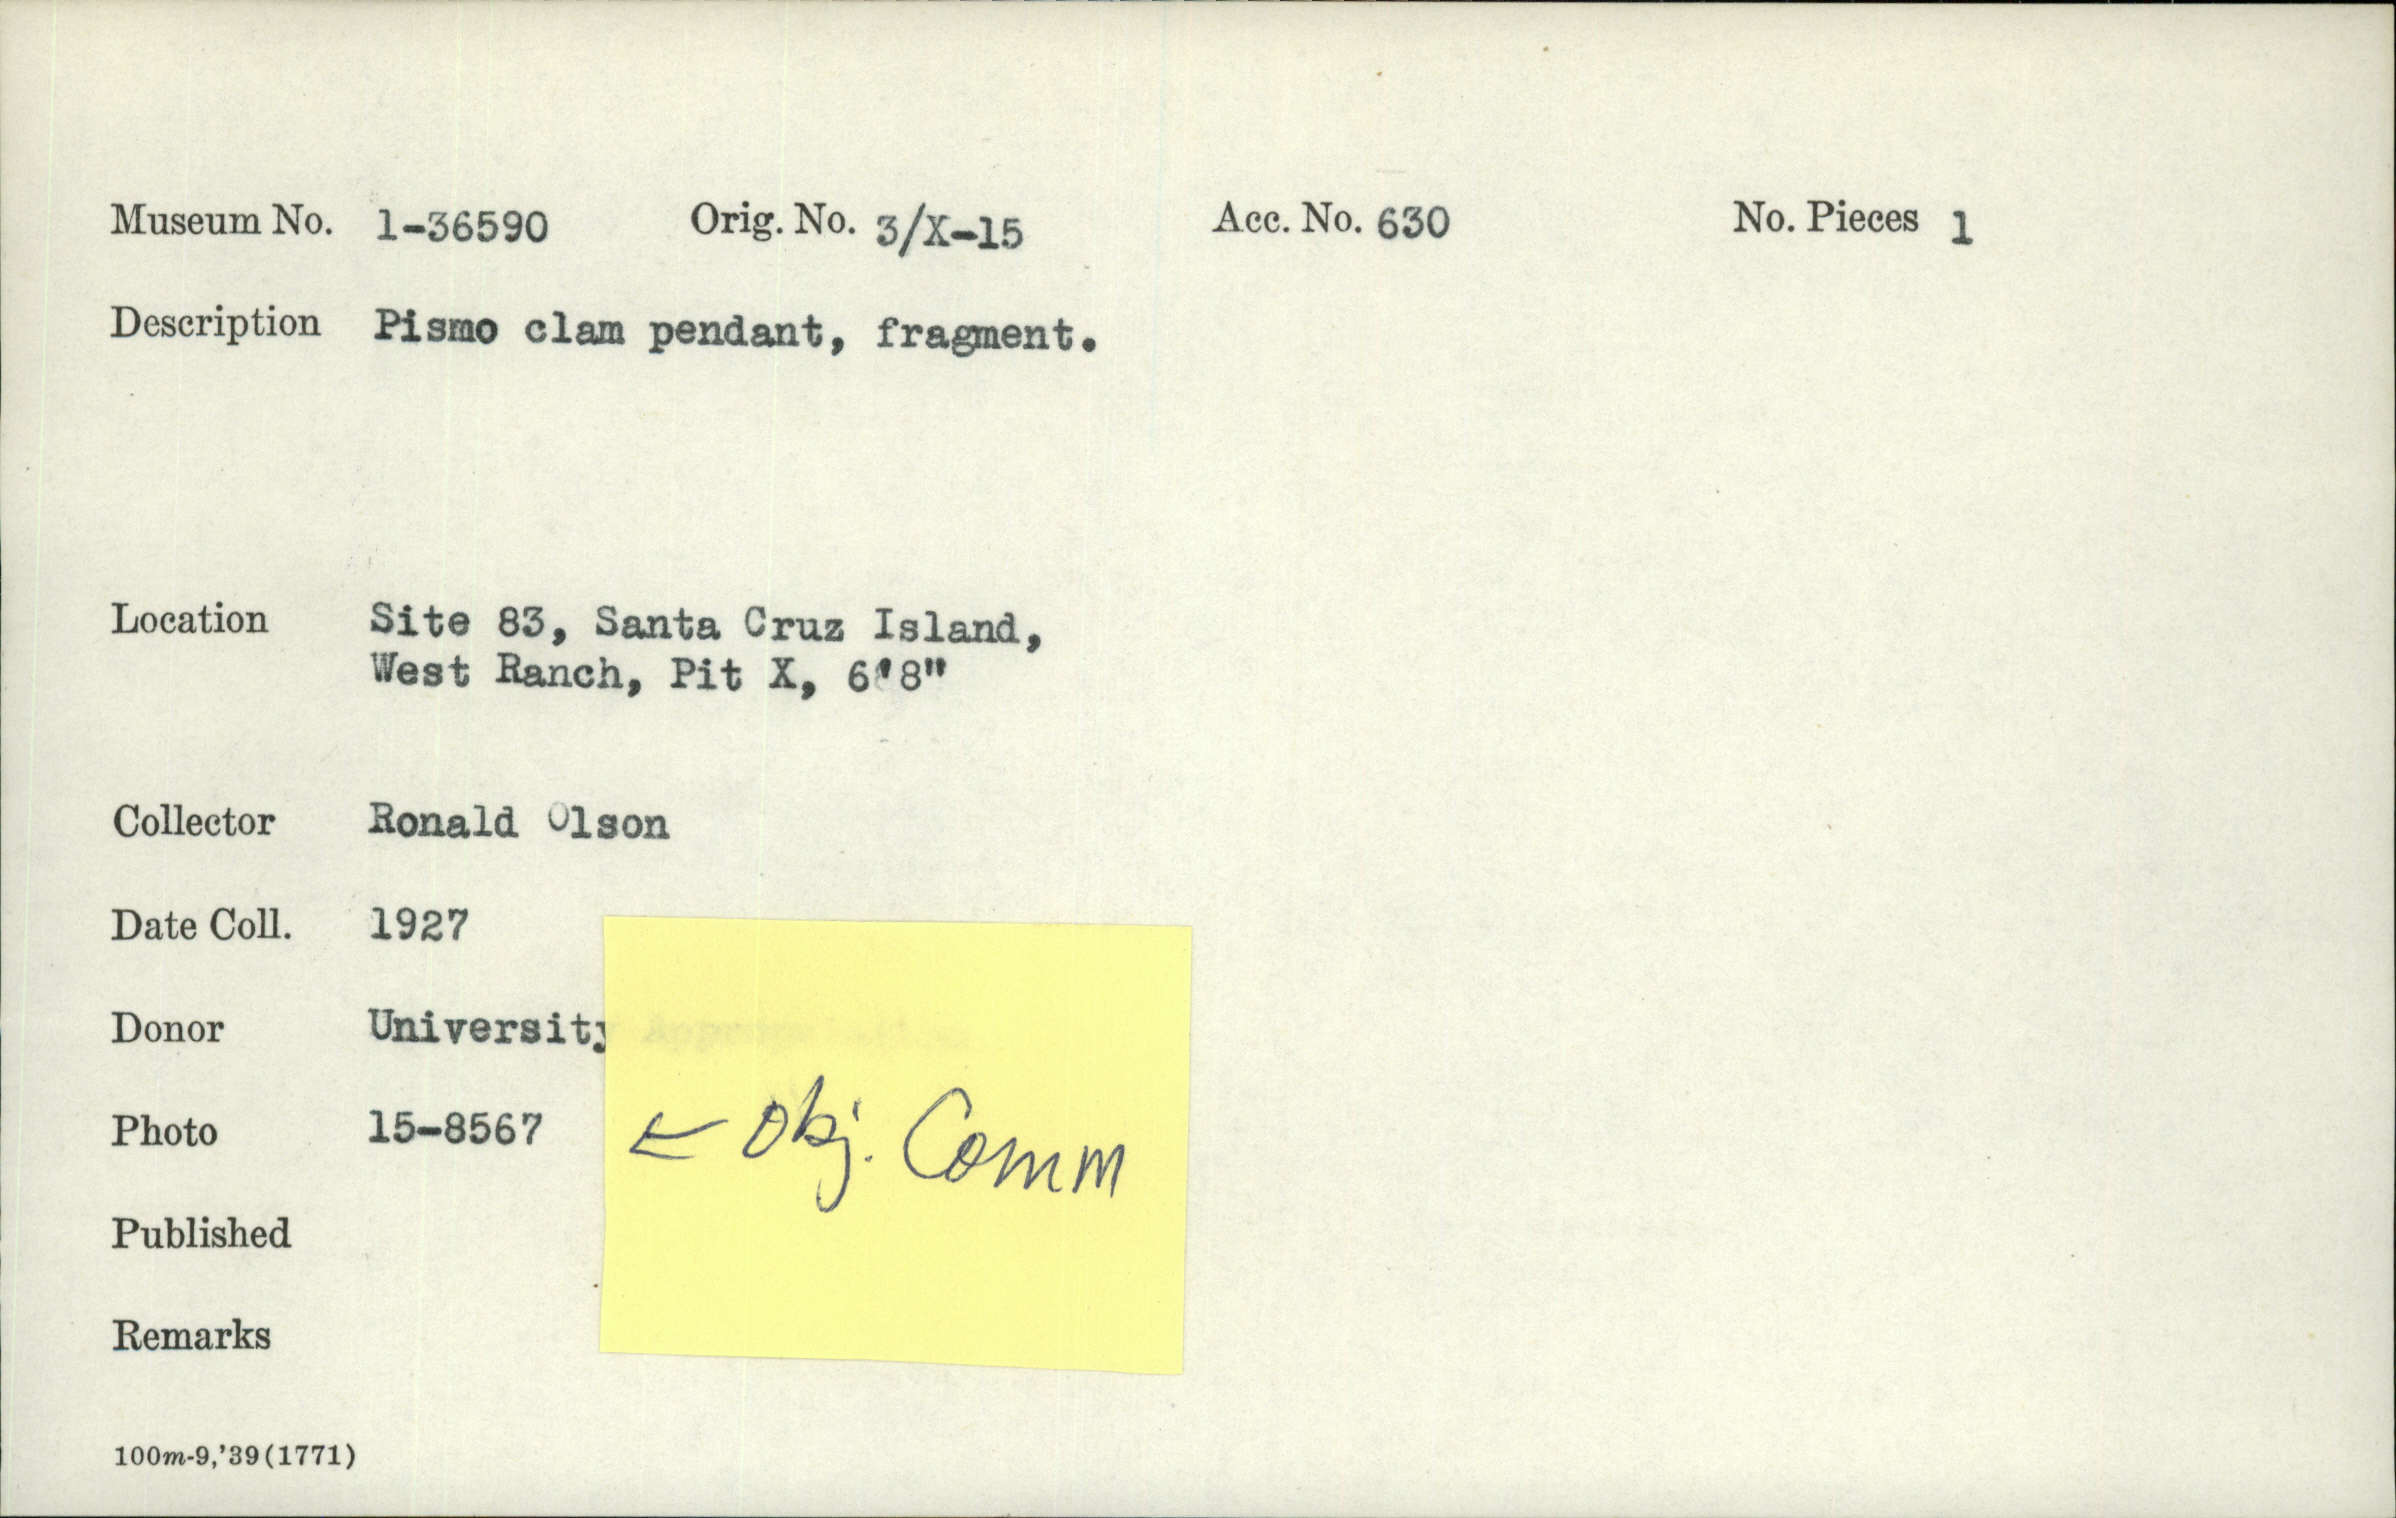 Museum No. 1-36590 Orig. No. 3/X-15 Acc. No. 630 No. Pieces 1
Description Pismo clam pendant, fragment.
Location Site 83, Santa Cruz Island,
West Ranch, Pit X, 6'8"
Collector Ronald Olson
Date Coll. 1927
Donor University
Photo 15-8567
← Obj. Comm
Published
Remarks
100m-9,'39(1771)